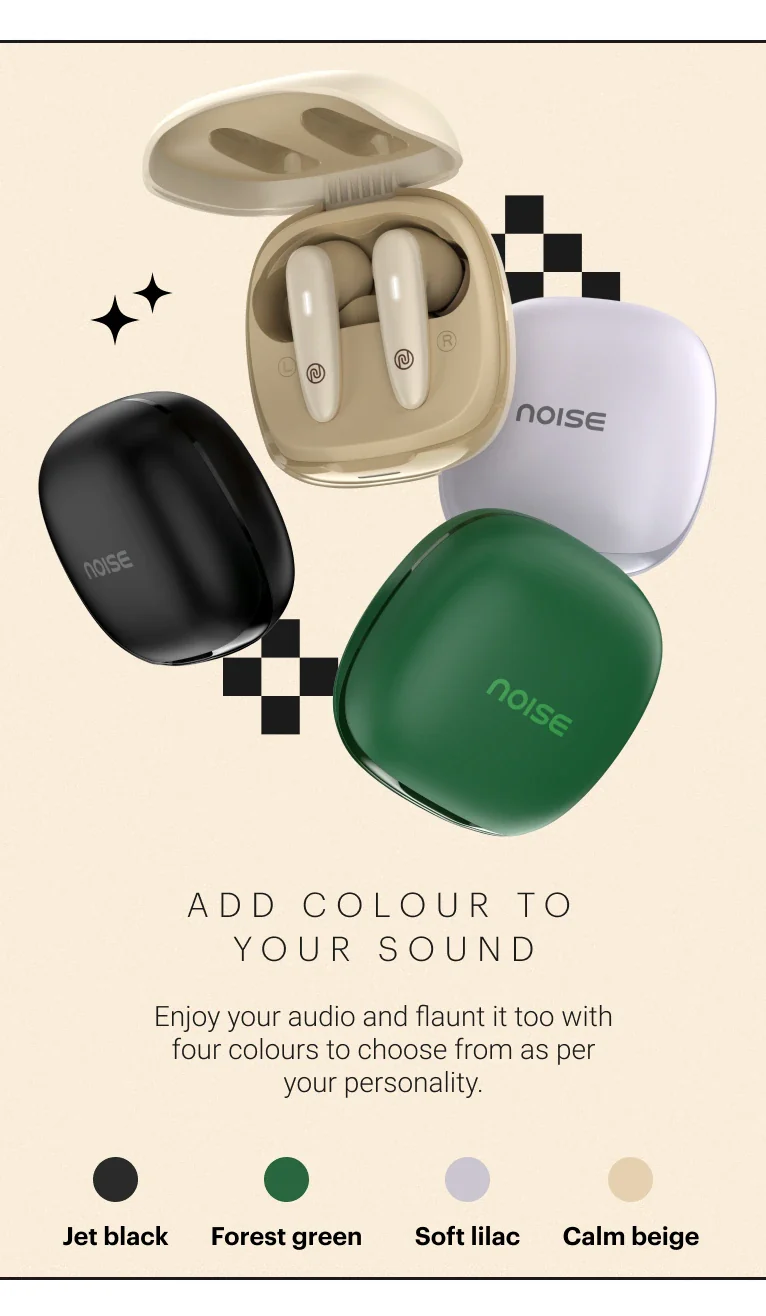 L
R
NOISE
NOISE
NOISE
ADD COLOUR TO
YOUR SOUND
Enjoy your audio and flaunt it too with
four colours to choose from as per
your personality.
Jet black Forest green Soft lilac Calm beige